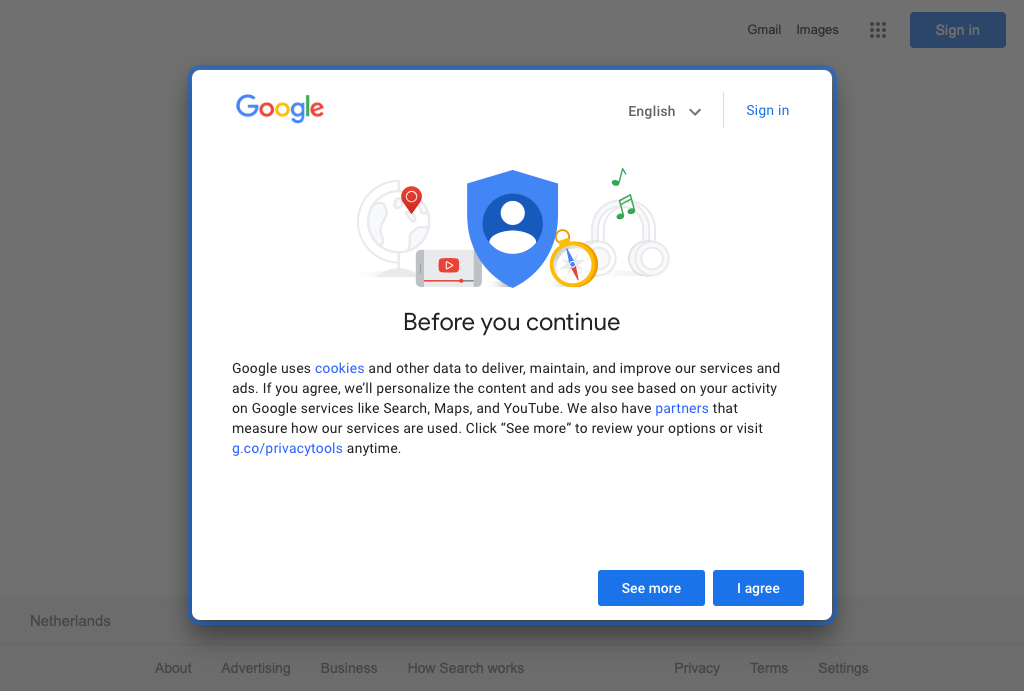 Gmail Images Sign in
Google English Sign in
Before you continue
Google uses cookies and other data to deliver, maintain, and improve our services and
ads. If you agree, we’ll personalize the content and ads you see based on your activity
on Google services like Search, Maps, and YouTube. We also have partners that
measure how our services are used. Click “See more” to review your options or visit
g.co/privacytools anytime.
See more I agree
Netherlands
About Advertising Business How Search works Privacy Terms Settings